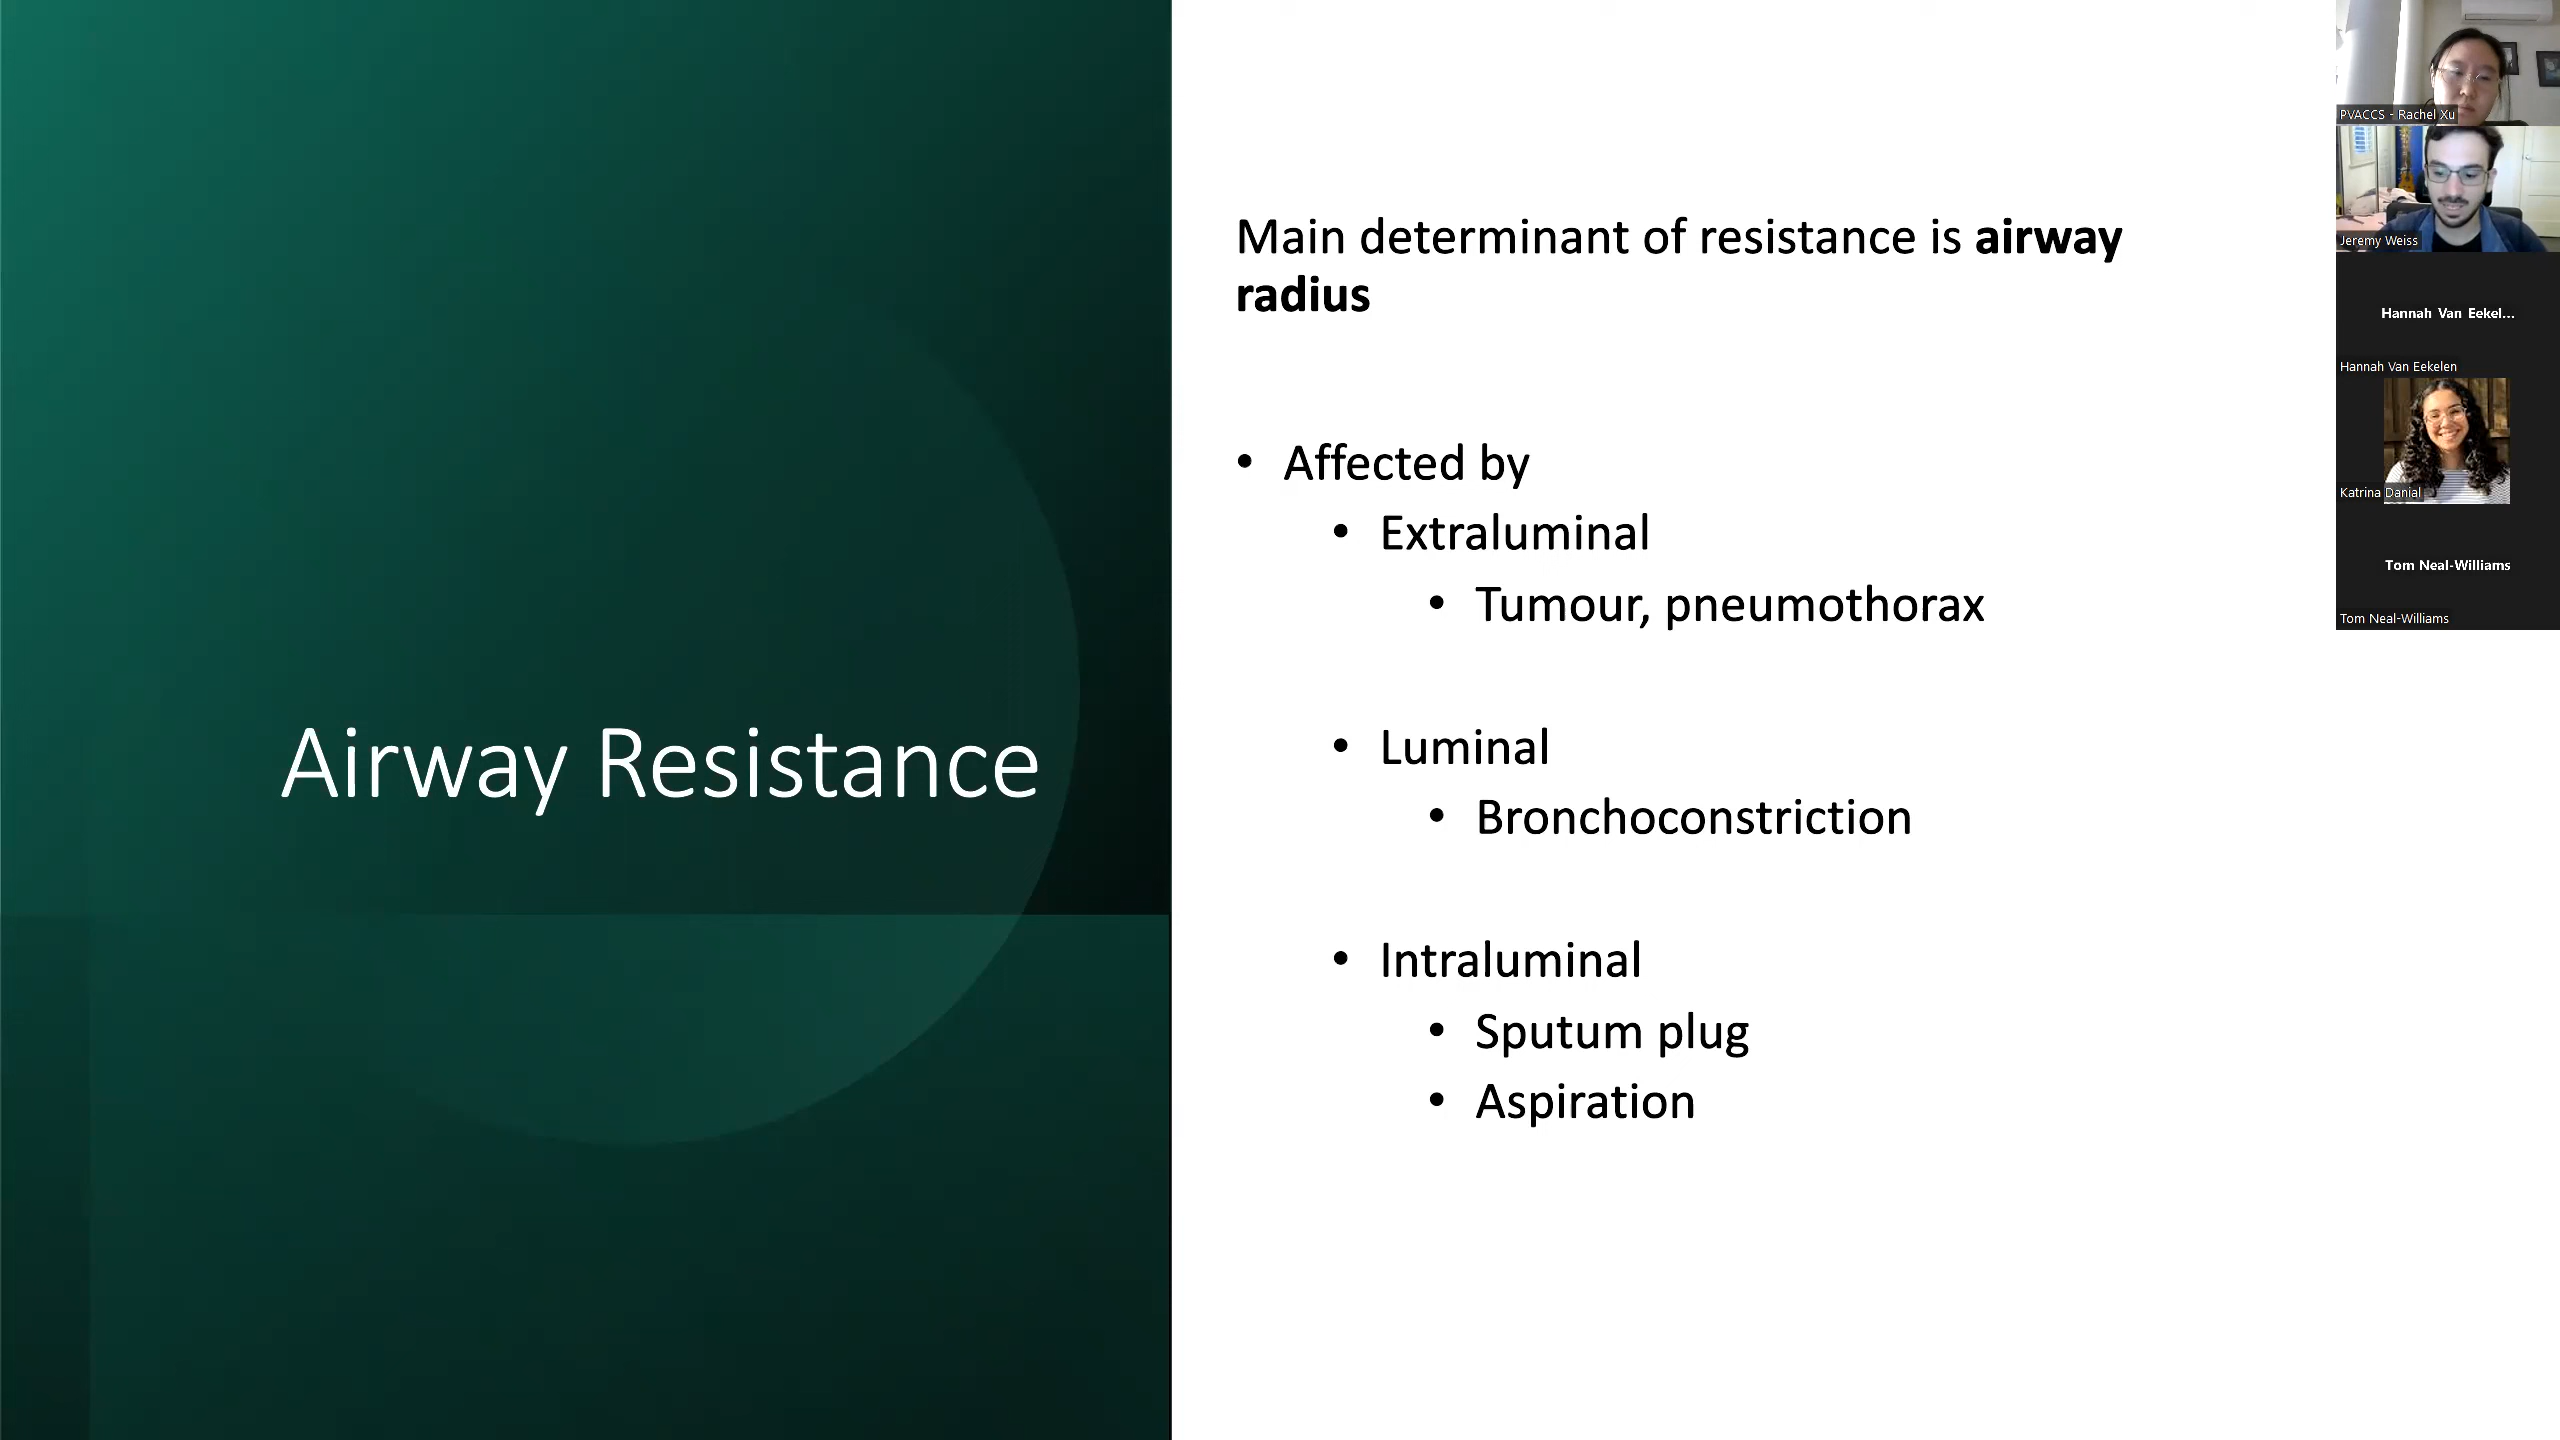 Airway Resistance
Main determinant of resistance is airway
radius
• Affected by
• Extraluminal
• Tumour, pneumothorax
• Luminal
• Bronchoconstriction
• Intraluminal
• Sputum plug
• Aspiration
PVACCS - Rachel Xu
Jeremy Weiss
Hannah Van Eekel...
Hannah Van Eekelen
Katrina Danial
Tom Neal-Williams
Tom Neal-Williams